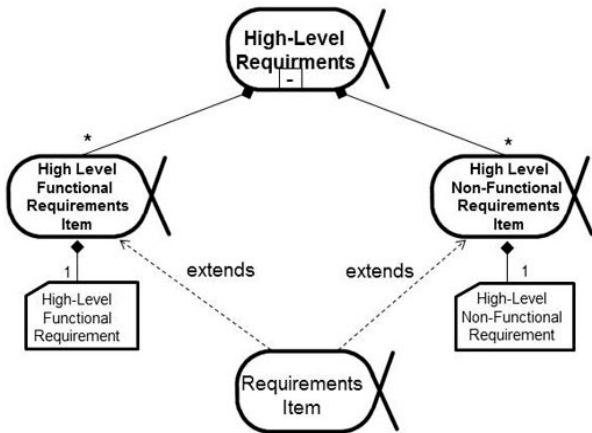 High-Level
Requirments
-
*
*
High Level
Functional
Requirements
Item
High Level
Non-Functional
Requirements
Item
extends
extends
1
1
High-Level
Functional
Requirement
High-Level
Non-Functional
Requirement
Requirements
Item